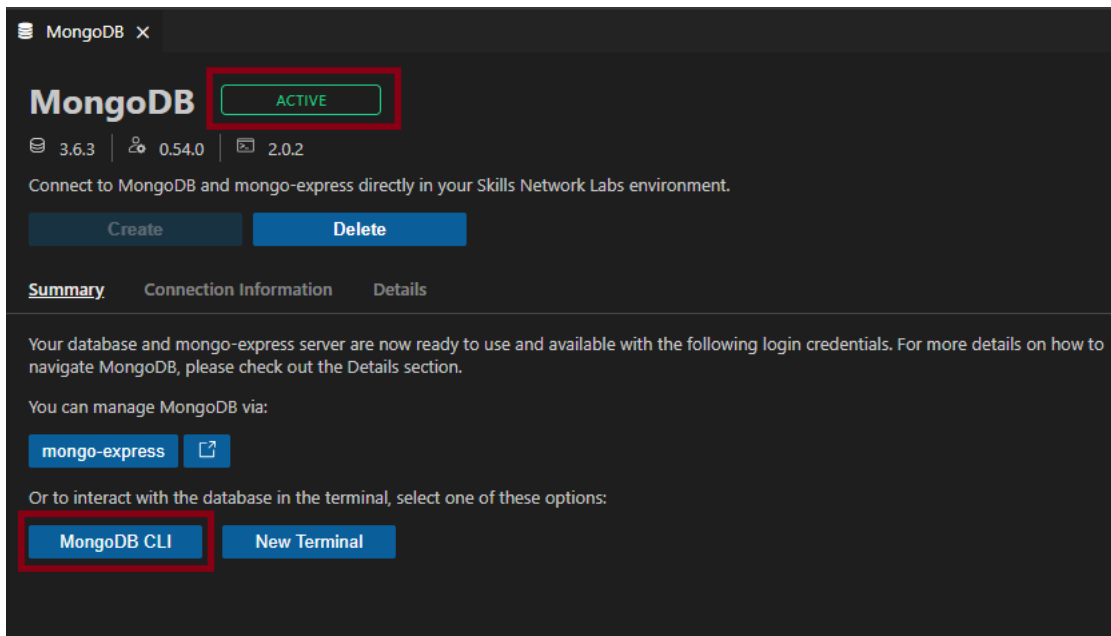 MongoDB
MongoDB ACTIVE
3.6.3 0.54.0 2.0.2
Connect to MongoDB and mongo-express directly in your Skills Network Labs environment.
Create Delete
Summary Connection Information Details
Your database and mongo-express server are now ready to use and available with the following login credentials. For more details on how to
navigate MongoDB, please check out the Details section.
You can manage MongoDB via:
mongo-express
Or to interact with the database in the terminal, select one of these options:
MongoDB CLI New Terminal